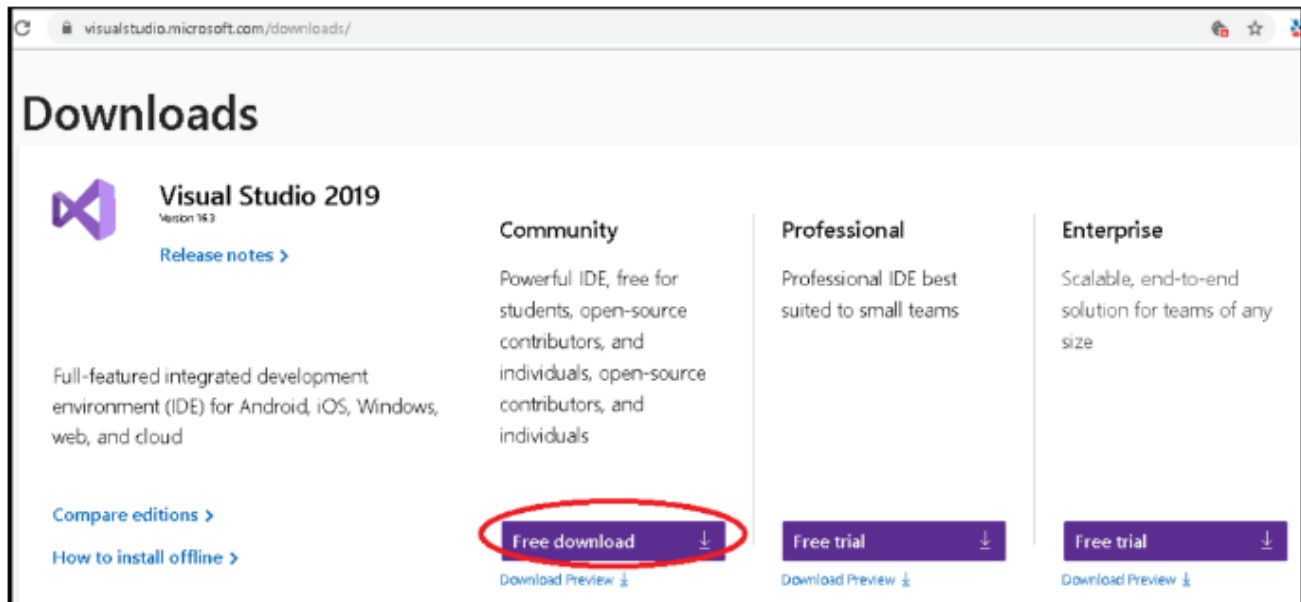 visualstudio.microsoft.com/downloads/
Downloads
Visual Studio 2019
Version 16.3
Release notes >
Full-featured integrated development
environment (IDE) for Android, iOS, Windows,
web, and cloud
Compare editions >
How to install offline >
Community
Powerful IDE, free for
students, open-source
contributors, and
individuals, open-source
contributors, and
individuals
Free download
Download Preview
Professional
Professional IDE best
suited to small teams
Free trial
Download Preview
Enterprise
Scalable, end-to-end
solution for teams of any
size
Free trial
Download Preview